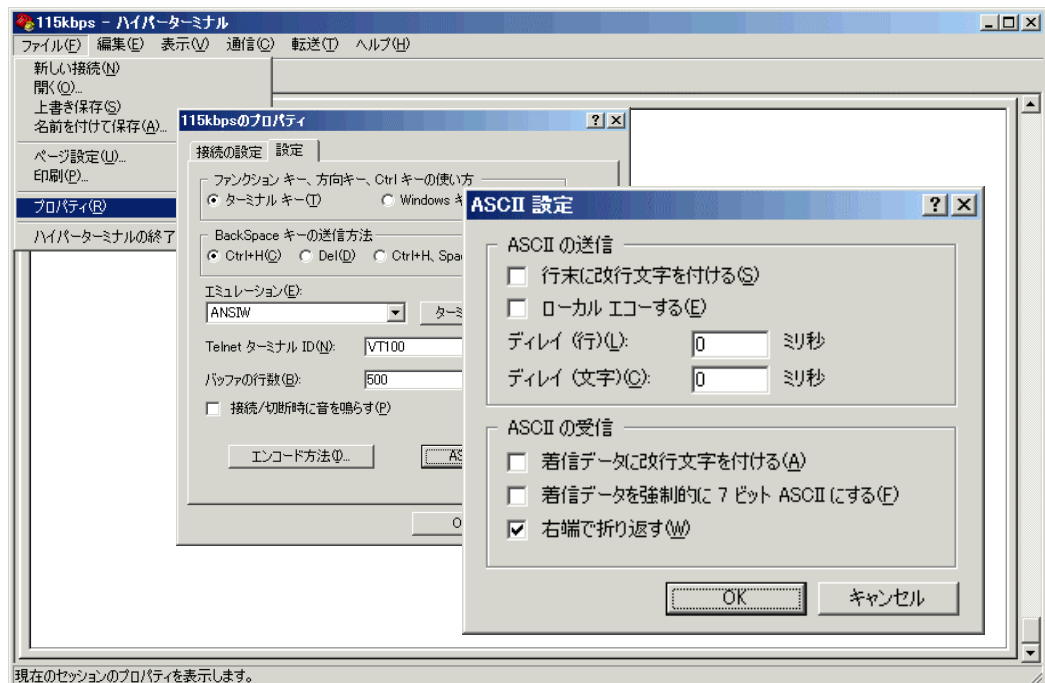 115kbps - ハイパーターミナル
ファイル(F) 編集(E) 表示(V) 通信(C) 転送(T) ヘルプ(H)
新しい接続(N)
開く(O)...
上書き保存(S)
名前を付けて保存(A)...
ページ設定(U)...
印刷(P)...
プロパティ(R)
ハイパーターミナルの終了
115kbpsのプロパティ
接続の設定 設定
ファンクション キー、方向キー、Ctrl キーの使い方
ターミナル キー(T) Windows キ
BackSpace キーの送信方法
Ctrl+H(C) Del(D) Ctrl+H, Spac
エミュレーション(E):
ANSIW ターミ
Telnet ターミナル ID(N): VT100
バッファの行数(B): 500
接続/切断時に音を鳴らす(P)
エンコード方法(I)... AS
O
ASCII 設定
ASCII の送信
行末に改行文字を付ける(S)
ローカル エコーする(E)
ディレイ (行)(L): 0 ミリ秒
ディレイ (文字)(C): 0 ミリ秒
ASCII の受信
着信データに改行文字を付ける(A)
着信データを強制的に 7 ビット ASCII にする(F)
右端で折り返す(W)
OK キャンセル
現在のセッションのプロパティを表示します。